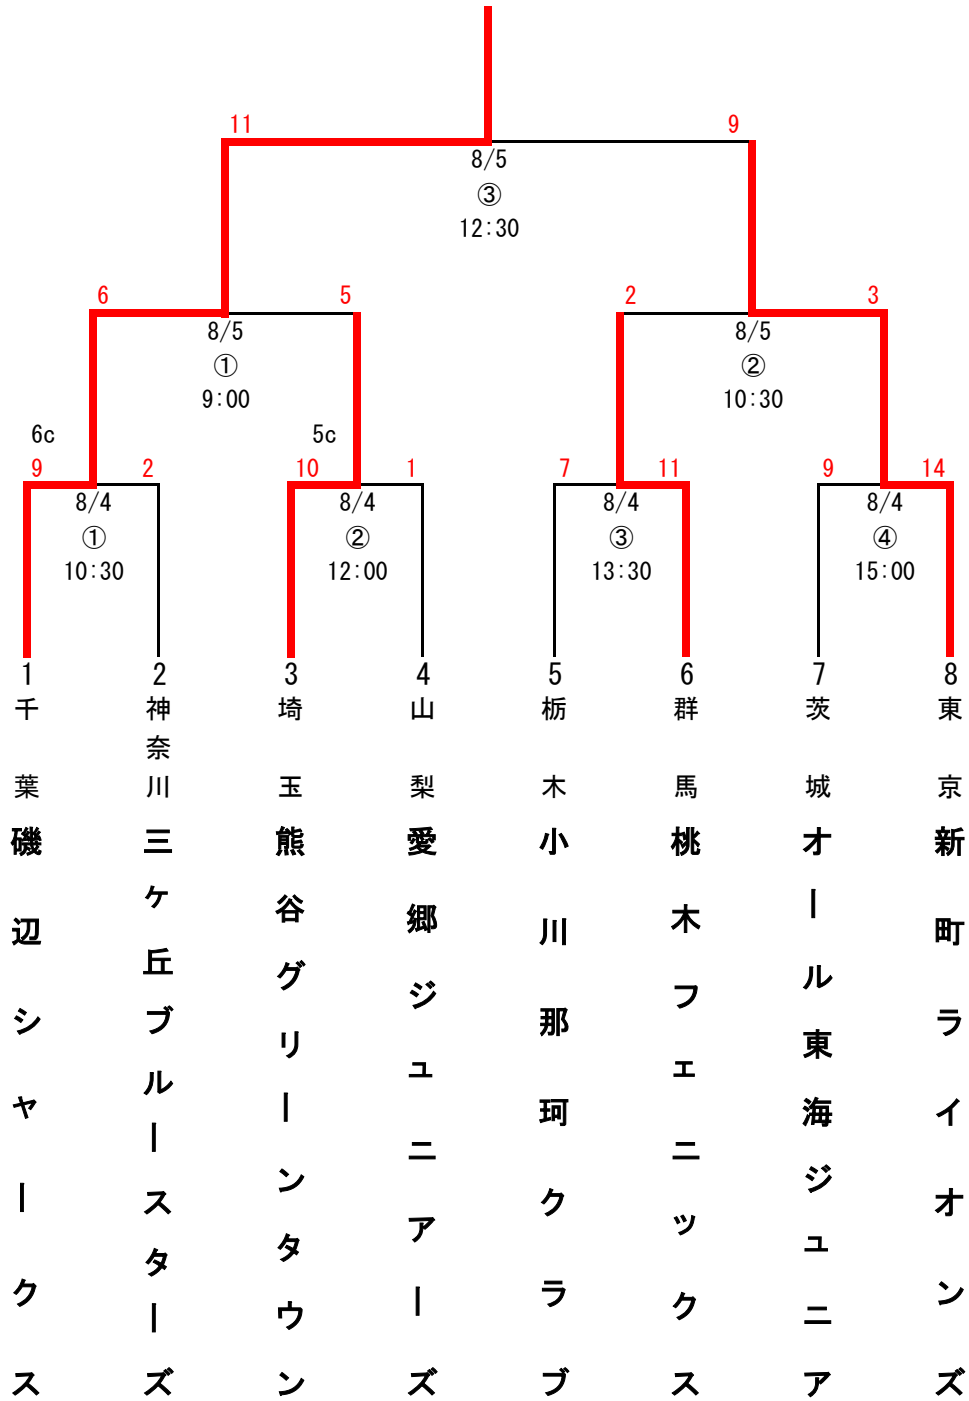 11
9
8/5
③
12:30
6
5
2
3
8/5
①
9:00
8/5
②
10:30
6c
5c
9
2
10
1
7
11
9
14
8/4
①
10:30
8/4
②
12:00
8/4
③
13:30
8/4
④
15:00
1
千葉
磯辺シャークス
2
神奈川
三ヶ丘ブルースターズ
3
埼玉
熊谷グリーンタウン
4
山梨
愛郷ジュニアーズ
5
栃木
小川那珂クラブ
6
群馬
桃木フェニックス
7
茨城
オール東海ジュニア
8
東京
新町ライオンズ